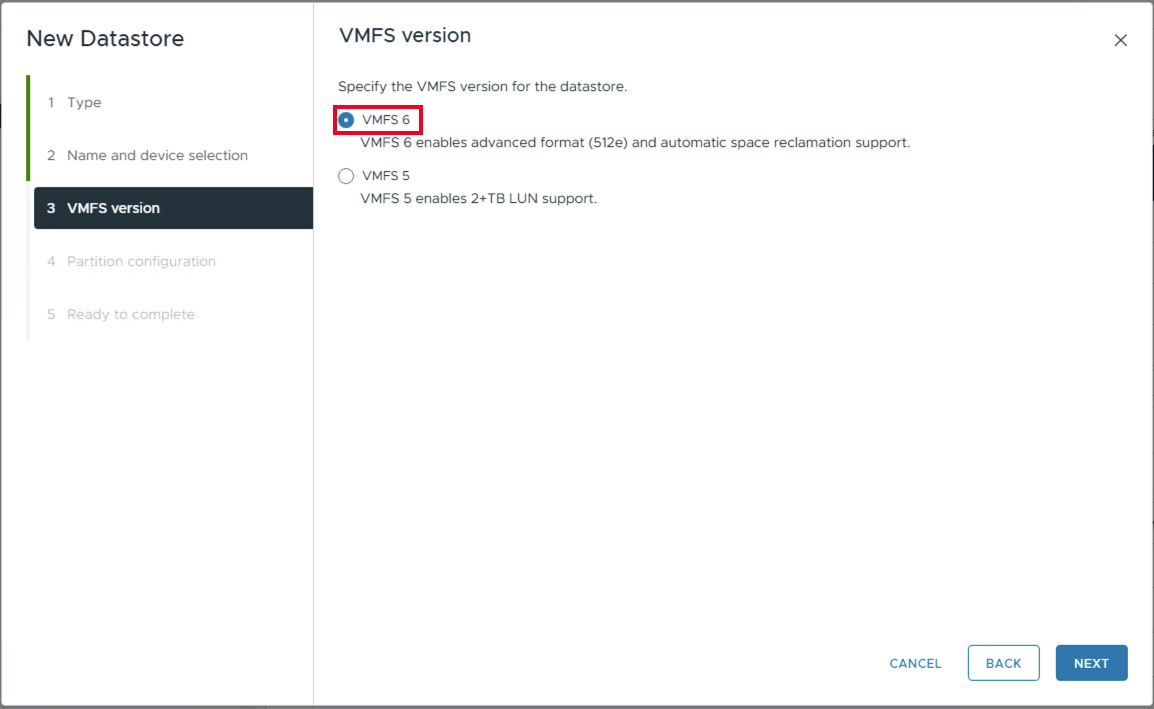 New Datastore
1 Type
2 Name and device selection
3 VMFS version
4 Partition configuration
5 Ready to complete
VMFS version
Specify the VMFS version for the datastore.
VMFS 6
VMFS 6 enables advanced format (512e) and automatic space reclamation support.
VMFS 5
VMFS 5 enables 2+TB LUN support.
CANCEL
BACK
NEXT